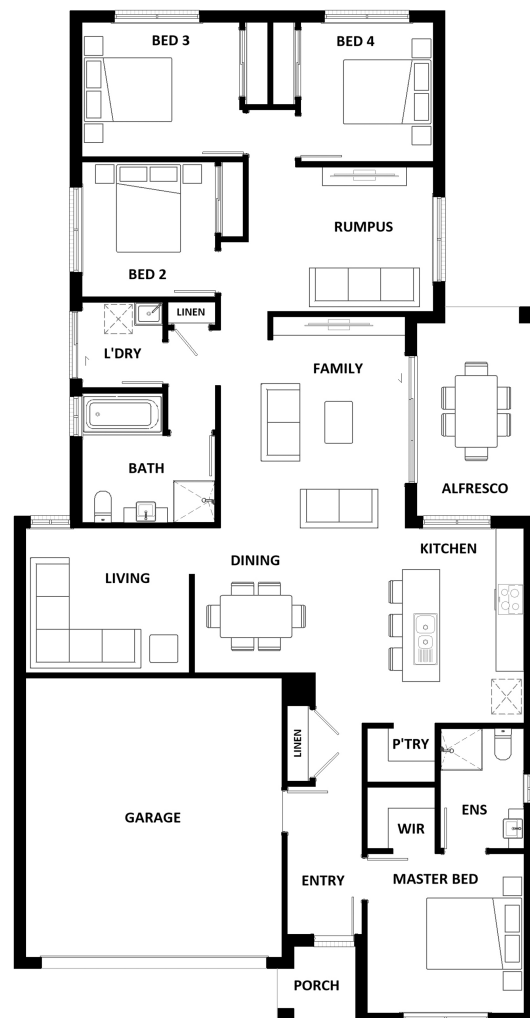 BED 3
BED 4
RUMPUS
BED 2
LINEN
L'DRY
FAMILY
BATH
ALFRESCO
KITCHEN
DINING
LIVING
LINEN
P'TRY
GARAGE
ENS
WIR
ENTRY
MASTER BED
PORCH